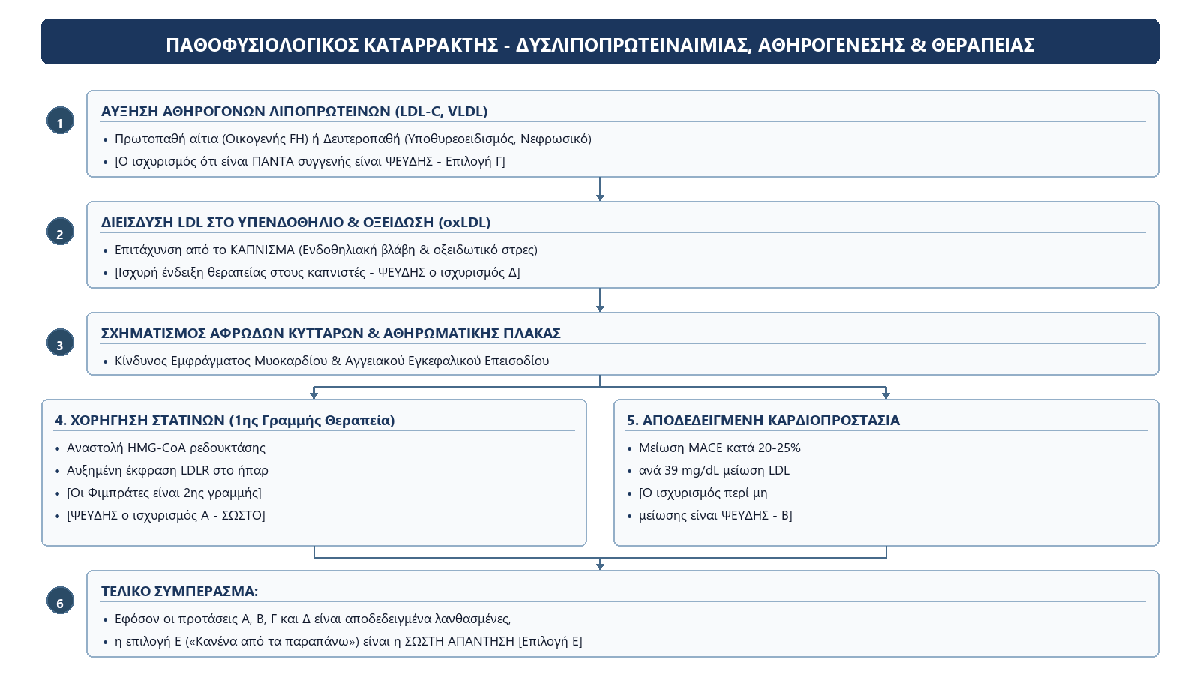 ΠΑΘΟΦΥΣΙΟΛΟΓΙΚΟΣ ΚΑΤΑΡΡΑΚΤΗΣ - ΔΥΣΛΙΠΟΠΡΩΤΕΙΝΑΙΜΙΑΣ, ΑΘΗΡΟΓΕΝΕΣΗΣ & ΘΕΡΑΠΕΙΑΣ
1
ΑΥΞΗΣΗ ΑΘΗΡΟΓΟΝΩΝ ΛΙΠΟΠΡΩΤΕΙΝΩΝ (LDL-C, VLDL)
• Πρωτοπαθή αίτια (Οικογενής FH) ή Δευτεροπαθή (Υποθυρεοειδισμός, Νεφρωσικό)
• [Ο ισχυρισμός ότι είναι ΠΑΝΤΑ συγγενής είναι ΨΕΥΔΗΣ - Επιλογή Γ]
2
ΔΙΕΙΣΔΥΣΗ LDL ΣΤΟ ΥΠΕΝΔΟΘΗΛΙΟ & ΟΞΕΙΔΩΣΗ (oxLDL)
• Επιτάχυνση από το ΚΑΠΝΙΣΜΑ (Ενδοθηλιακή βλάβη & οξειδωτικό στρες)
• [Ισχυρή ένδειξη θεραπείας στους καπνιστές - ΨΕΥΔΗΣ ο ισχυρισμός Δ]
3
ΣΧΗΜΑΤΙΣΜΟΣ ΑΦΡΩΔΩΝ ΚΥΤΤΑΡΩΝ & ΑΘΗΡΩΜΑΤΙΚΗΣ ΠΛΑΚΑΣ
• Κίνδυνος Εμφράγματος Μυοκαρδίου & Αγγειακού Εγκεφαλικού Επεισοδίου
4. ΧΟΡΗΓΗΣΗ ΣΤΑΤΙΝΩΝ (1ης Γραμμής Θεραπεία)
• Αναστολή HMG-CoA ρεδουκτάσης
• Αυξημένη έκφραση LDLR στο ήπαρ
• [Οι Φιμπράτες είναι 2ης γραμμής]
• [ΨΕΥΔΗΣ ο ισχυρισμός Α - ΣΩΣΤΟ]
5. ΑΠΟΔΕΔΕΙΓΜΕΝΗ ΚΑΡΔΙΟΠΡΟΣΤΑΣΙΑ
• Μείωση MACE κατά 20-25%
• ανά 39 mg/dL μείωση LDL
• [Ο ισχυρισμός περί μη
• μείωσης είναι ΨΕΥΔΗΣ - Β]
6
ΤΕΛΙΚΟ ΣΥΜΠΕΡΑΣΜΑ:
• Εφόσον οι προτάσεις Α, Β, Γ και Δ είναι αποδεδειγμένα λανθασμένες,
• η επιλογή Ε («Κανένα από τα παραπάνω») είναι η ΣΩΣΤΗ ΑΠΑΝΤΗΣΗ [Επιλογή Ε]